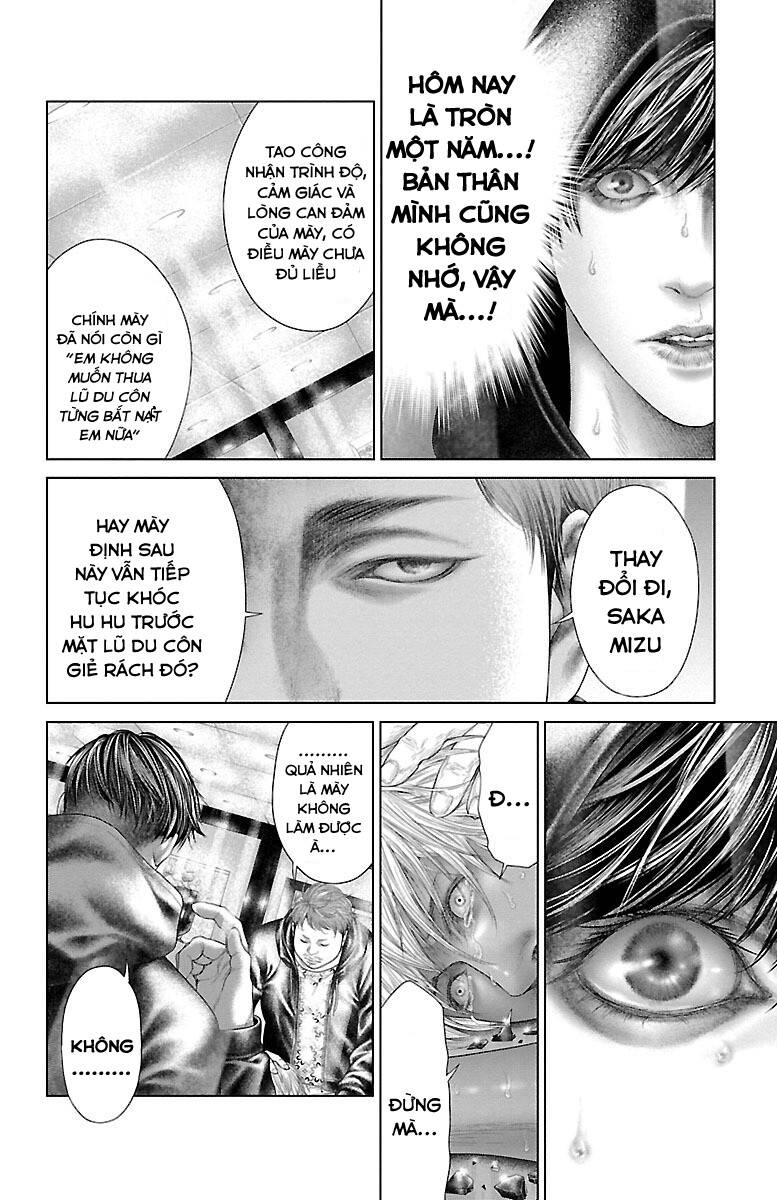 HÔM NAY
LÀ TRÒN
MỘT NĂM...!
BẢN THÂN
MÌNH CŨNG
KHÔNG
NHỚ, VẬY
MÀ...!
TAO CÔNG
NHẬN TRÌNH ĐỘ,
CẢM GIÁC VÀ
LÒNG CAN ĐẢM
CỦA MÀY, CÓ
ĐIỀU MÀY CHƯA
ĐỦ LIỀU
CHÍNH MÀY
ĐÃ NÓI CÒN GÌ
"EM KHÔNG
MUỐN THUA
LŨ DU CÔN
TỪNG BẮT NẠT
EM NỮA"
THAY
ĐỔI ĐI,
SAKA
MIZU
HAY MÀY
ĐỊNH SAU
NÀY VẪN TIẾP
TỤC KHÓC
HU HU TRƯỚC
MẶT LŨ DU CÔN
GIẺ RÁCH ĐÓ?
Đ...
ĐỪNG
MÀ...
.........
QUẢ NHIÊN
LÀ MÀY
KHÔNG
LÀM ĐƯỢC
À...
KHÔNG
.........